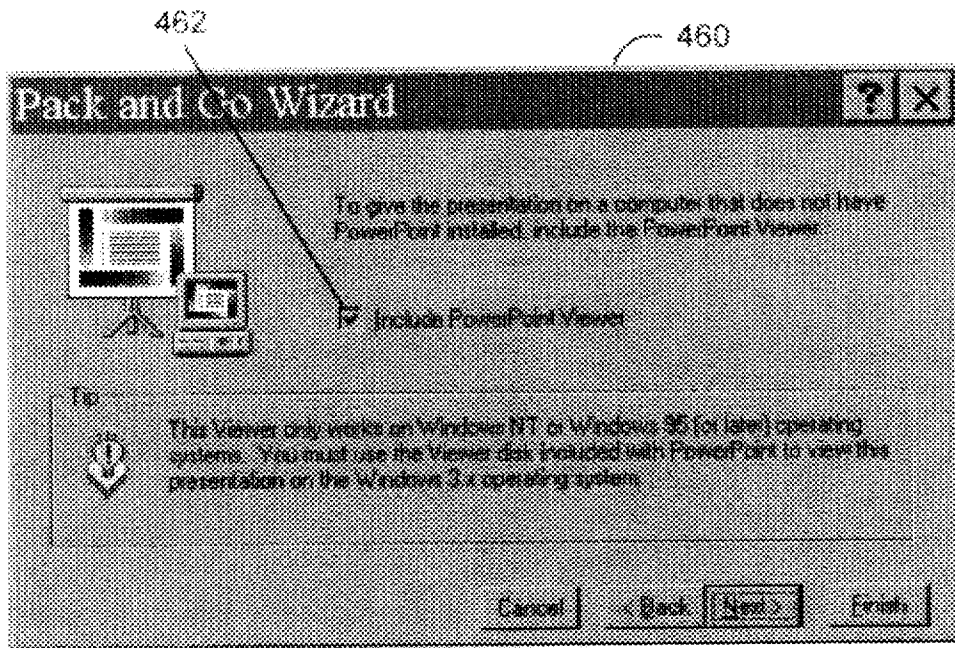 462
460
Pack and Go Wizard
To give the presentation on a computer that does not have
PowerPoint installed, include the PowerPoint Viewer.
Include PowerPoint Viewer
Tip
This Viewer only works on Windows NT or Windows 95 (or later) operating
systems. You must use the Viewer disk included with PowerPoint to view this
presentation on the Windows 3.x operating system.
Cancel < Back Next > Finish